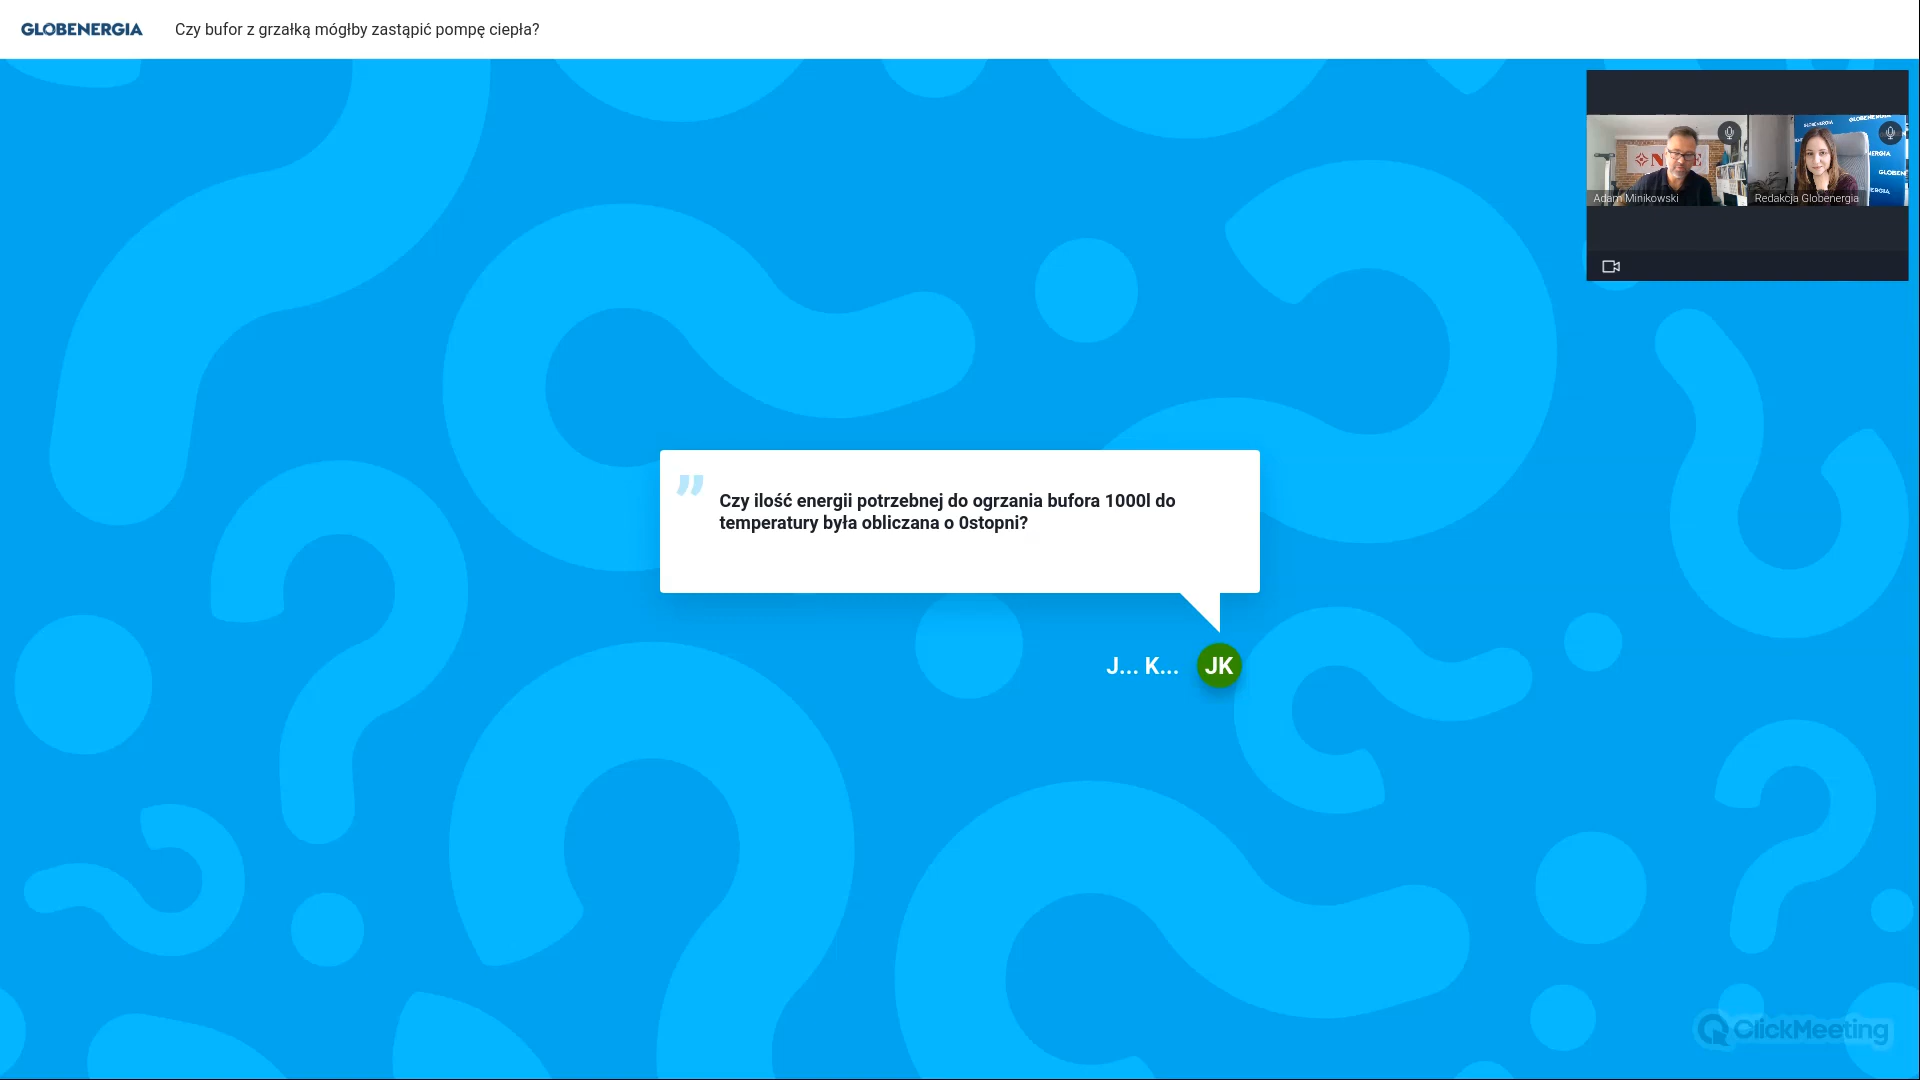 GLOBENERGIA
Czy bufor z grzałką mógłby zastąpić pompę ciepła?
Adam Minikowski
Redakcja Globenergia
Czy ilość energii potrzebnej do ogrzania bufora 1000l do
temperatury była obliczana o 0stopni?
J... K...
JK
ClickMeeting